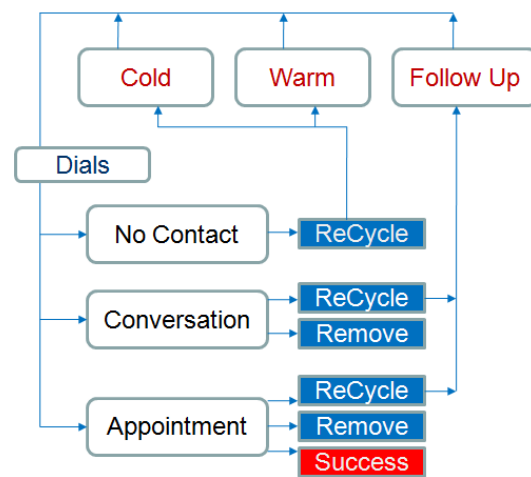 Cold
Warm
Follow Up
Dials
No Contact
ReCycle
Conversation
ReCycle
Remove
Appointment
ReCycle
Remove
Success